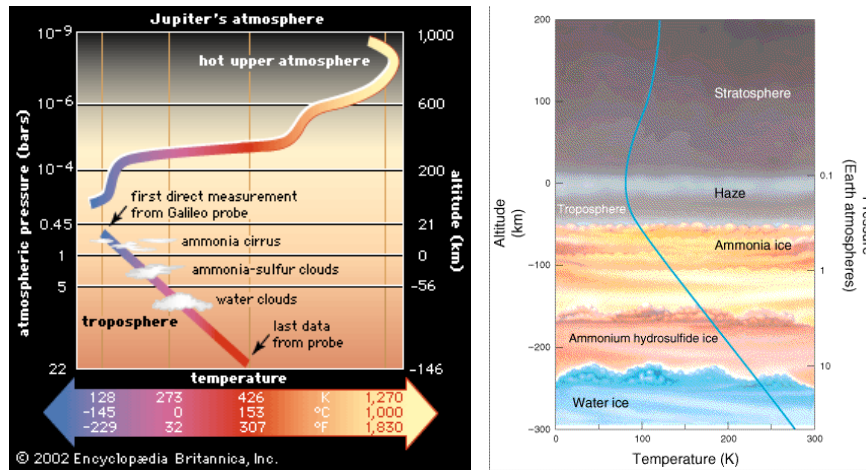 Jupiter's atmosphere
10-9
1,000
hot upper atmosphere
10-6
600
10-4
200
first direct measurement
from Galileo probe
0.45
21
ammonia cirrus
1
0
ammonia-sulfur clouds
5
-56
water clouds
troposphere
last data
from probe
22
-146
atmospheric pressure (bars)
altitude (km)
temperature
128 273 426 K 1,270
-145 0 153 °C 1,000
-229 32 307 °F 1,830
© 2002 Encyclopædia Britannica, Inc.
200
Stratosphere
100
0
0.1
Haze
Troposphere
Ammonia ice
-100
1
Ammonium hydrosulfide ice
-200
10
Water ice
-300
Altitude
(km)
(Earth atmospheres)
0 100 200 300
Temperature (K)